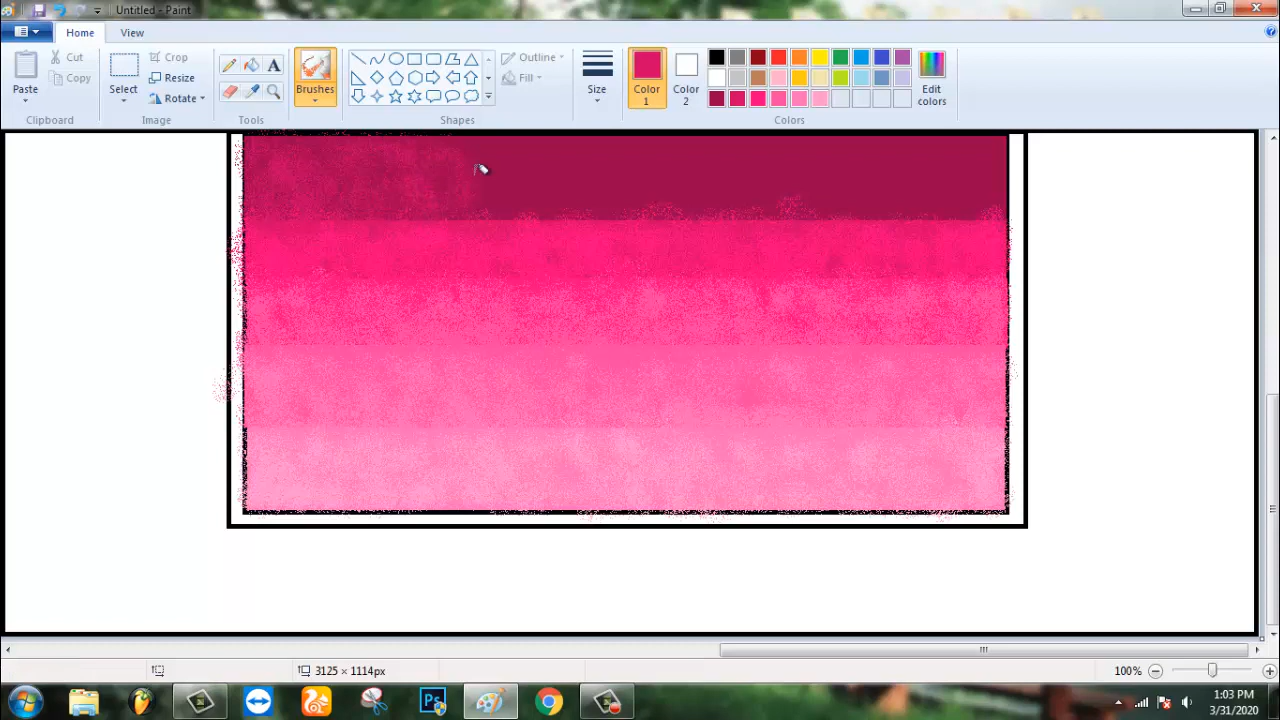 Untitled - Paint
Home View
Paste
Cut
Copy
Clipboard
Select
Crop
Resize
Rotate
Image
A
Tools
Brushes
Outline
Fill
Shapes
Size
Color 1
Color 2
Edit colors
Colors
3125 × 1114px
100%
Ps
1:03 PM
3/31/2020